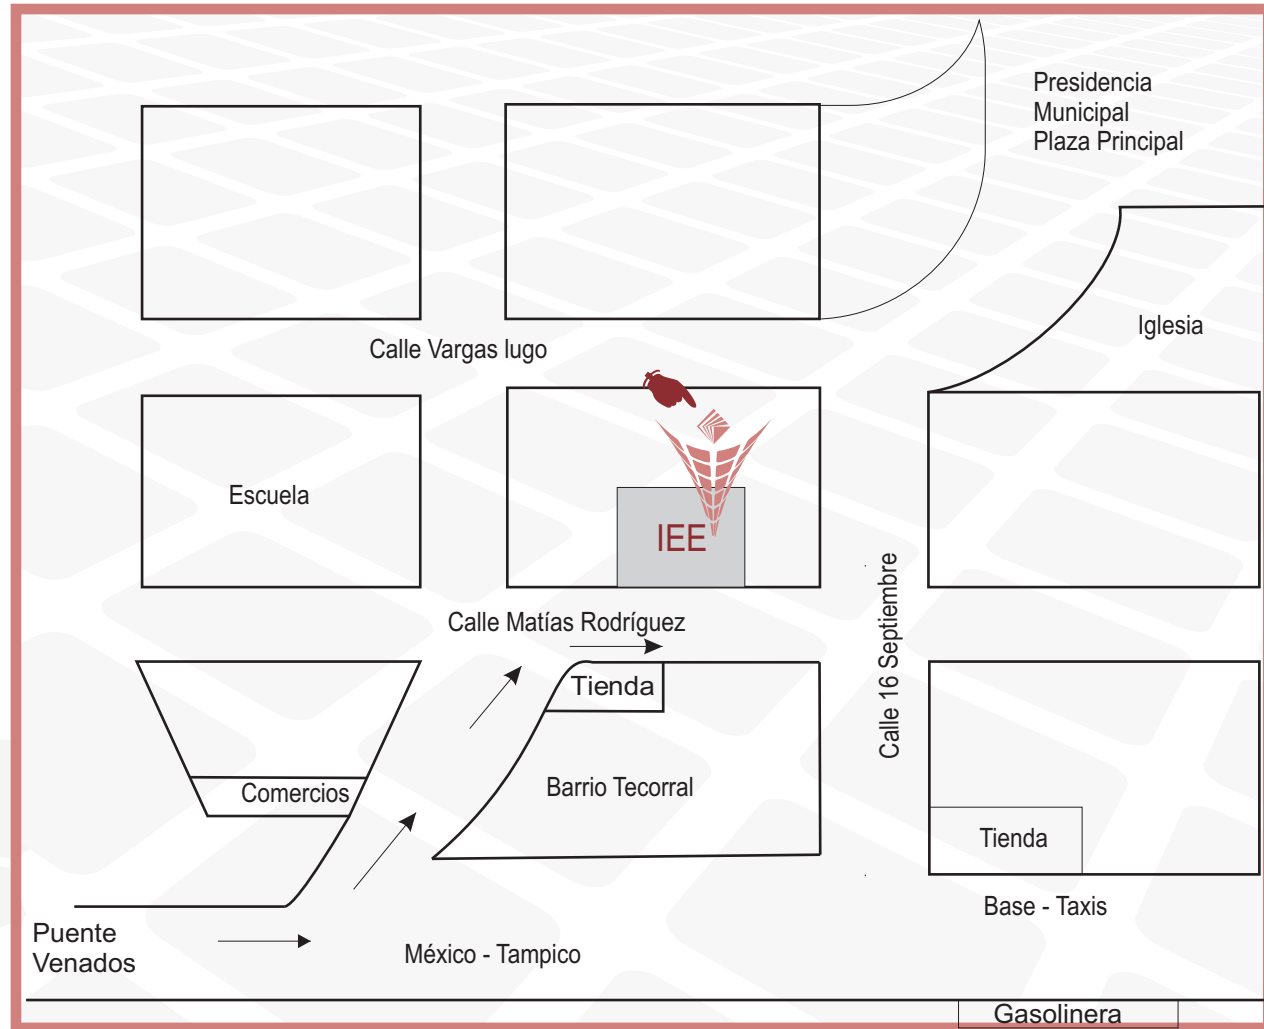 Presidencia
Municipal
Plaza Principal
Iglesia
Calle Vargas lugo
Escuela
IEE
Calle Matías Rodríguez
Calle 16 Septiembre
Tienda
Comercios
Barrio Tecorral
Tienda
Base - Taxis
Puente
Venados
México - Tampico
Gasolinera